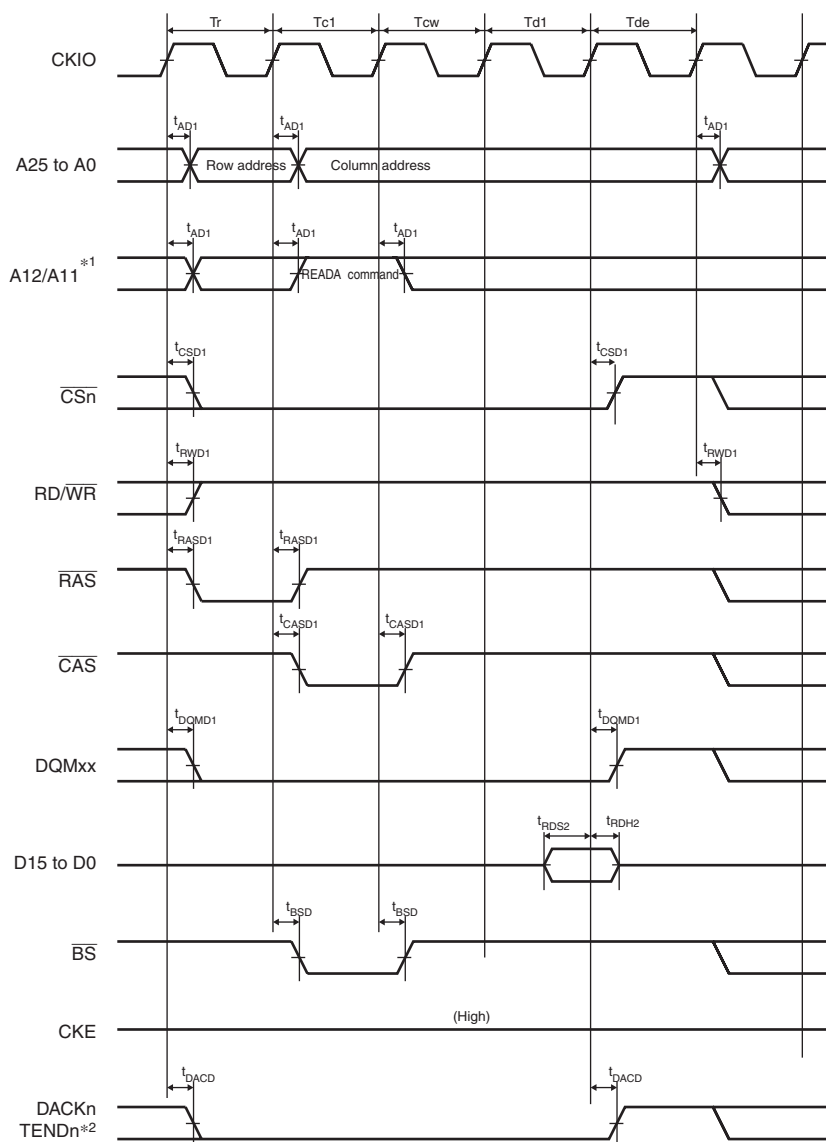 Tr Tc1 Tcw Td1 Tde
CKIO
tAD1 tAD1 tAD1
A25 to A0 Row address Column address
tAD1 tAD1 tAD1
A12/A11*1 READA command
tCSD1 tCSD1
CSn
tRWD1 tRWD1
RD/WR
tRASD1 tRASD1
RAS
tCASD1 tCASD1
CAS
tDQMD1 tDQMD1
DQMxx
tRDS2 tRDH2
D15 to D0
tBSD tBSD
BS
(High)
CKE
tDACD tDACD
DACKn
TENDn*2